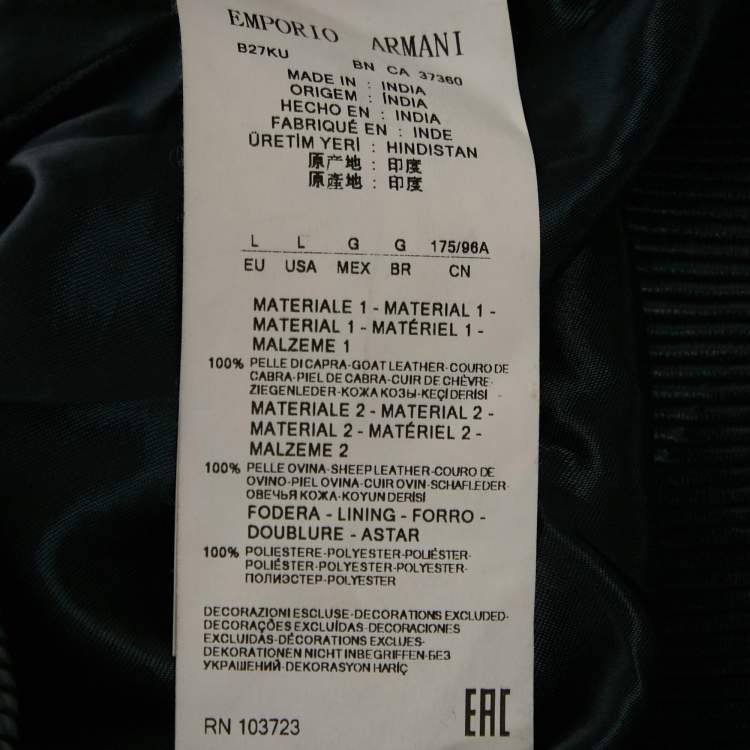 EMPORIO ARMANI
B27KU BN CA 37360
MADE IN : INDIA
ORIGEM : ÍNDIA
HECHO EN : INDIA
FABRIQUÉ EN : INDE
ÜRETİM YERİ : HINDISTAN
原产地 : 印度
原產地 : 印度
L L G G 175/96A
EU USA MEX BR CN
MATERIALE 1 - MATERIAL 1 -
MATERIAL 1 - MATÉRIEL 1 -
MALZEME 1
100% PELLE DI CAPRA-GOAT LEATHER-COURO DE
CABRA-PIEL DE CABRA-CUIR DE CHÈVRE-
ZIEGENLEDER-КОЖА КОЗЫ-KEÇİ DERİSİ
MATERIALE 2 - MATERIAL 2 -
MATERIAL 2 - MATÉRIEL 2 -
MALZEME 2
100% PELLE OVINA-SHEEP LEATHER-COURO DE
OVINO-PIEL OVINA-CUIR OVIN-SCHAFLEDER-
ОВЕЧЬЯ КОЖА-KOYUN DERİSİ
FODERA - LINING - FORRO -
DOUBLURE - ASTAR
100% POLIESTERE-POLYESTER-POLIÉSTER-
POLIÉSTER-POLYESTER-POLYESTER-
ПОЛИЭСТЕР-POLYESTER
DECORAZIONI ESCLUSE-DECORATIONS EXCLUDED-
DECORAÇÕES EXCLUÍDAS-DECORACIONES
EXCLUIDAS-DÉCORATIONS EXCLUES-
DEKORATIONEN NICHT INBEGRIFFEN-БЕЗ
УКРАШЕНИЙ-DEKORASYON HARİÇ
RN 103723 EAC